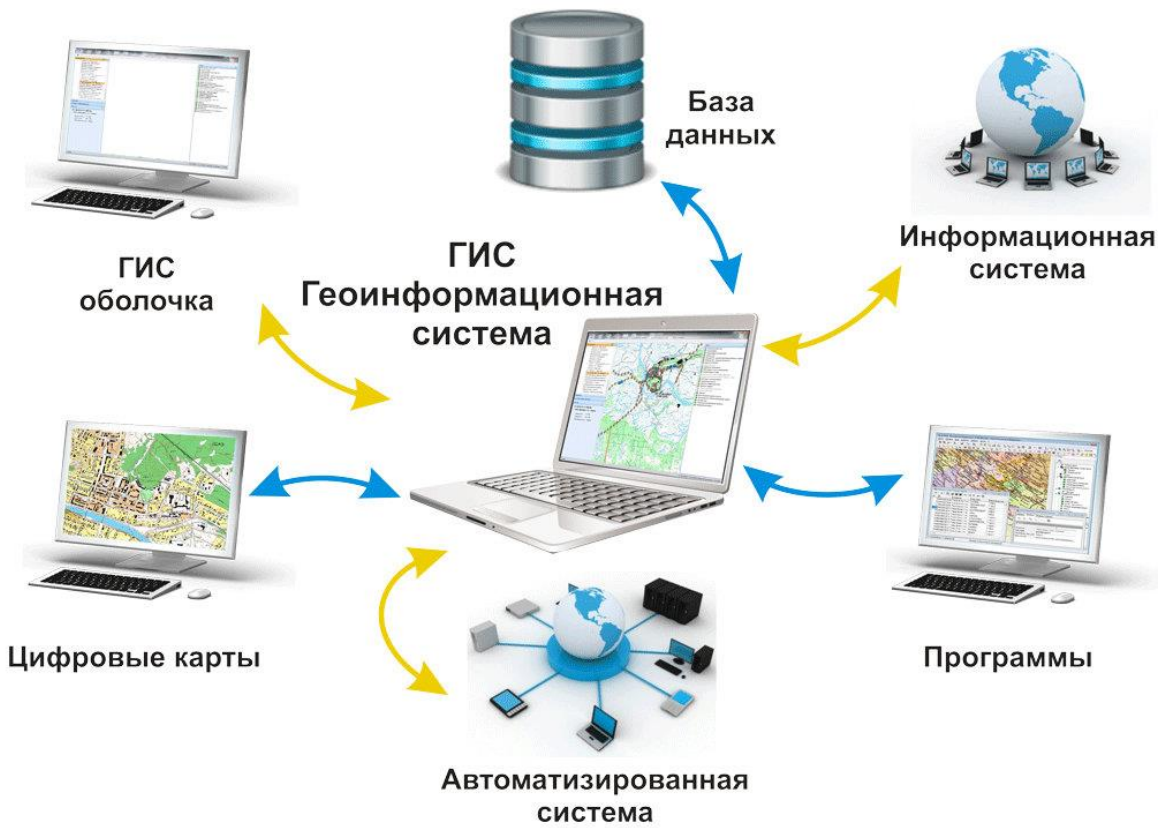 База
данных
Информационная
система
ГИС
оболочка
ГИС
Геоинформационная
система
Цифровые карты
Программы
Автоматизированная
система